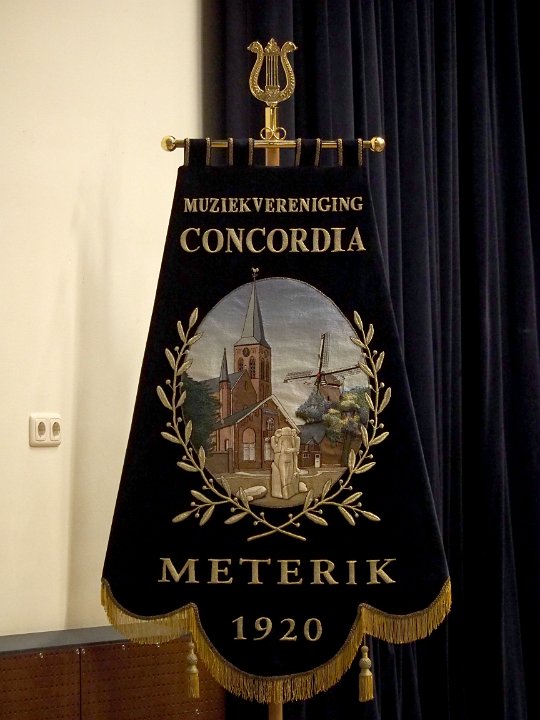 MUZIEKVERENIGING
CONCORDIA
METERIK
1920